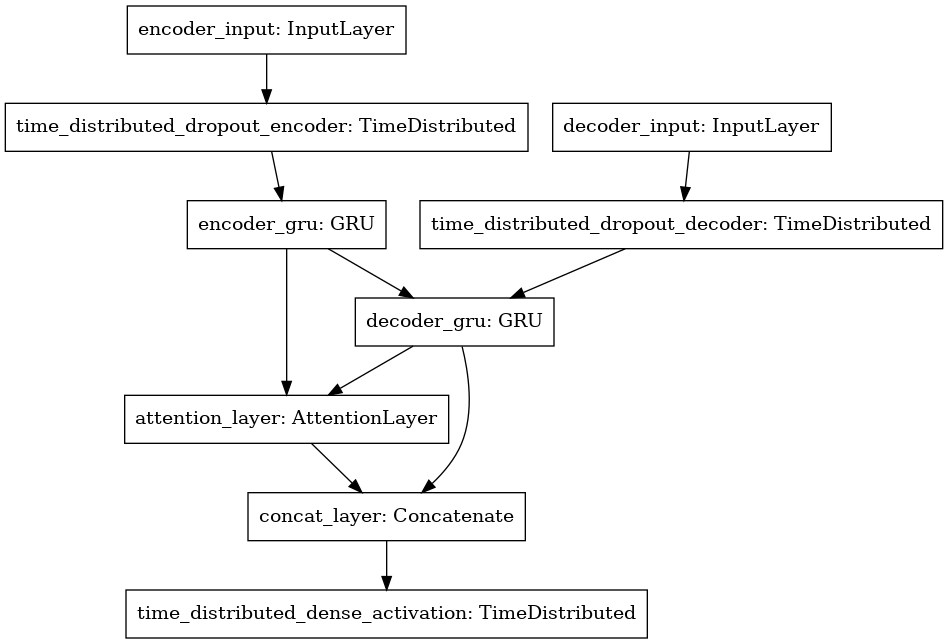 encoder_input: InputLayer
time_distributed_dropout_encoder: TimeDistributed
decoder_input: InputLayer
encoder_gru: GRU
time_distributed_dropout_decoder: TimeDistributed
decoder_gru: GRU
attention_layer: AttentionLayer
concat_layer: Concatenate
time_distributed_dense_activation: TimeDistributed